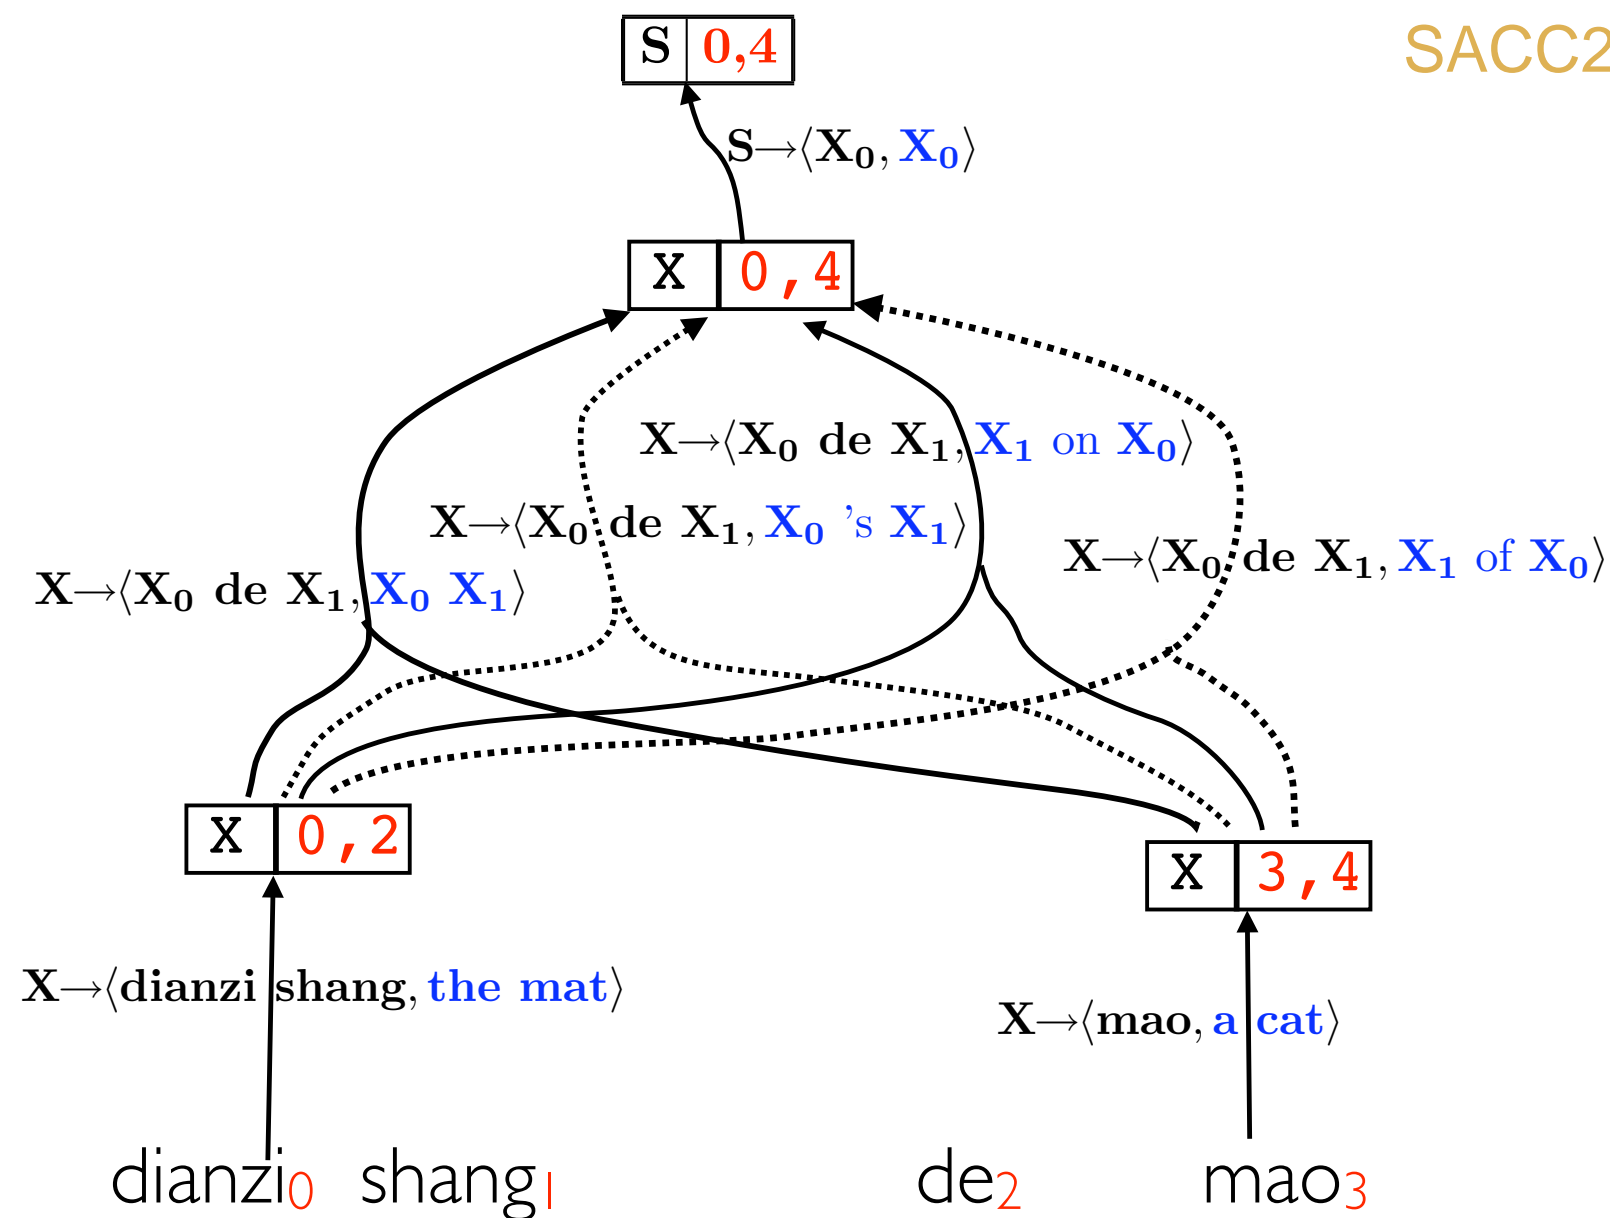 SACC2
S 0,4
S→⟨X₀, X₀⟩
X 0,4
X→⟨X₀ de X₁, X₁ on X₀⟩
X→⟨X₀ de X₁, X₀ ’s X₁⟩
X→⟨X₀ de X₁, X₁ of X₀⟩
X→⟨X₀ de X₁, X₀ X₁⟩
X 0,2
X 3,4
X→⟨dianzi shang, the mat⟩
X→⟨mao, a cat⟩
dianzi₀ shang₁ de₂ mao₃